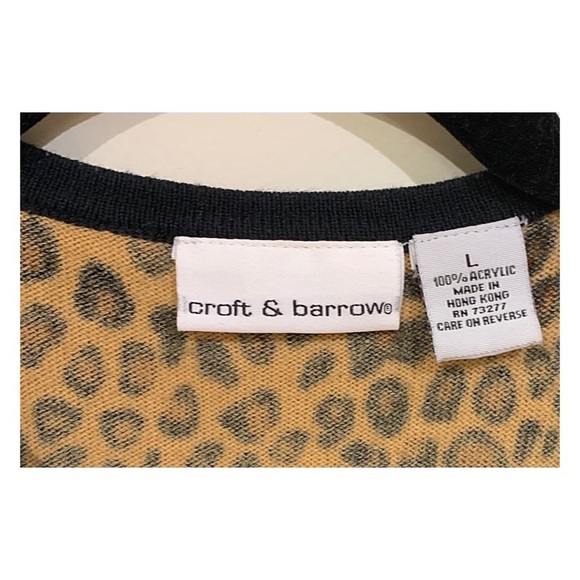 croft & barrow®
L
100% ACRYLIC
MADE IN
HONG KONG
RN 73277
CARE ON REVERSE